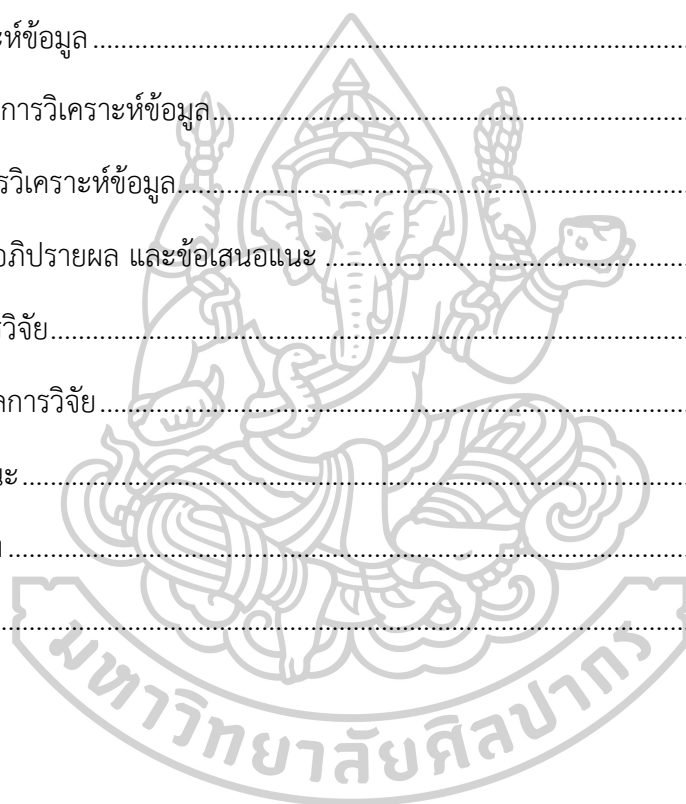 ะห์ข้อมูล ................................................................
การวิเคราะห์ข้อมูล................................................................
รวิเคราะห์ข้อมูล................................................................
อภิปรายผล และข้อเสนอแนะ ................................................................
รวิจัย................................................................
ลการวิจัย ................................................................
นะ ................................................................
................................................................
................................................................
มหาวิทยาลัยศิลปากร